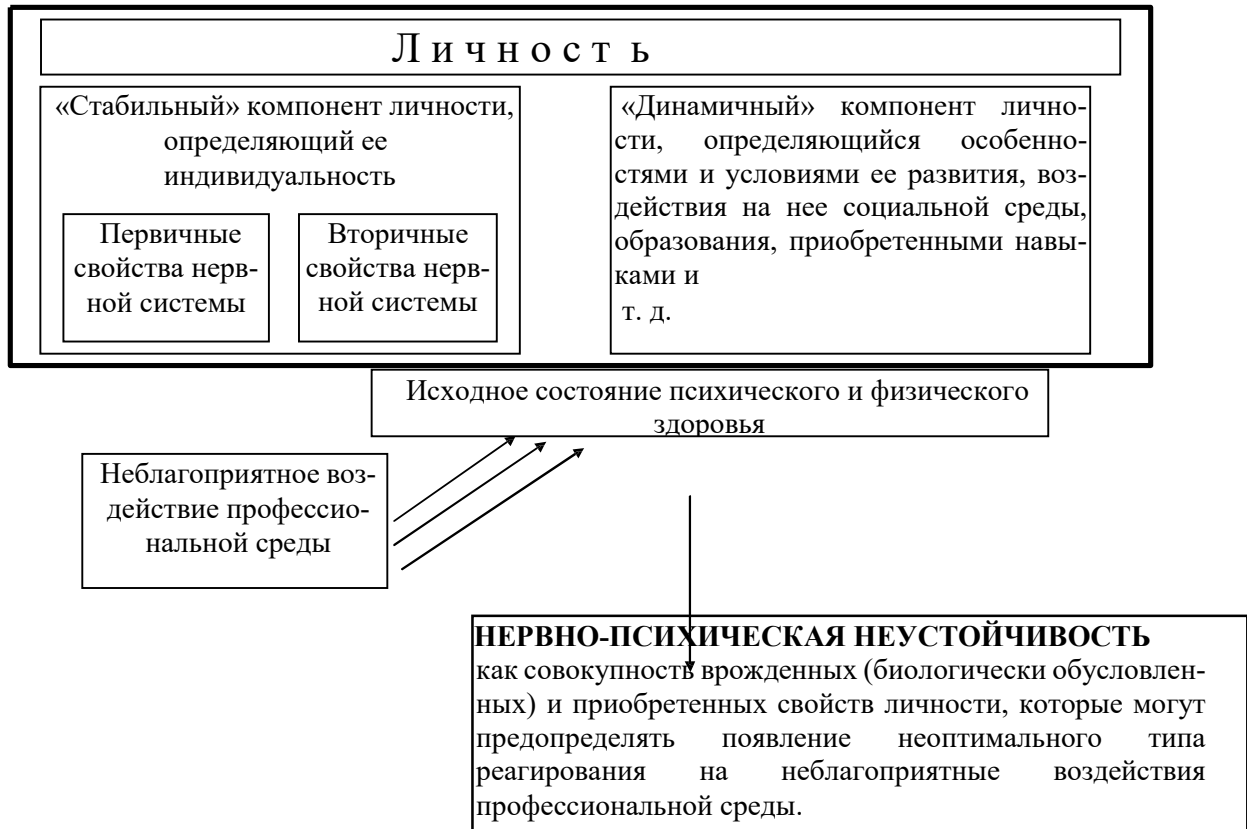 Л и ч н о с т ь
«Стабильный» компонент личности,
определяющий ее
индивидуальность
Первичные
свойства нерв-
ной системы
Вторичные
свойства нерв-
ной системы
«Динамичный» компонент лично-
сти, определяющийся особенно-
стями и условиями ее развития, воз-
действия на нее социальной среды,
образования, приобретенными навы-
ками и
т. д.
Исходное состояние психического и физического
здоровья
Неблагоприятное воз-
действие профессио-
нальной среды
НЕРВНО-ПСИХИЧЕСКАЯ НЕУСТОЙЧИВОСТЬ
как совокупность врожденных (биологически обусловлен-
ных) и приобретенных свойств личности, которые могут
предопределять появление неоптимального типа
реагирования на неблагоприятные воздействия
профессиональной среды.